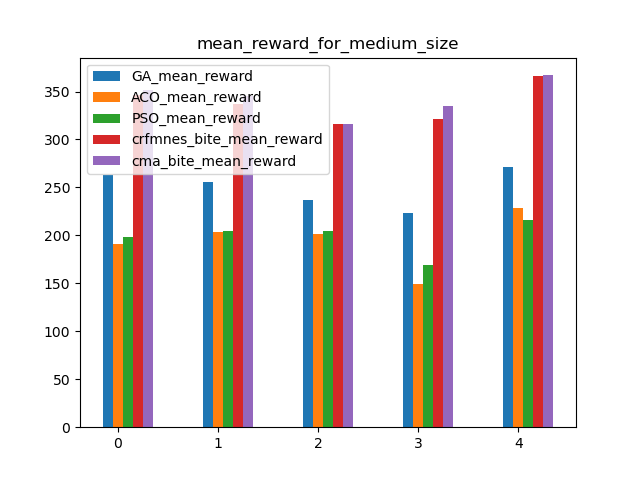 mean_reward_for_medium_size
GA_mean_reward
ACO_mean_reward
PSO_mean_reward
crfmnes_bite_mean_reward
cma_bite_mean_reward
350
300
250
200
150
100
50
0
0 1 2 3 4